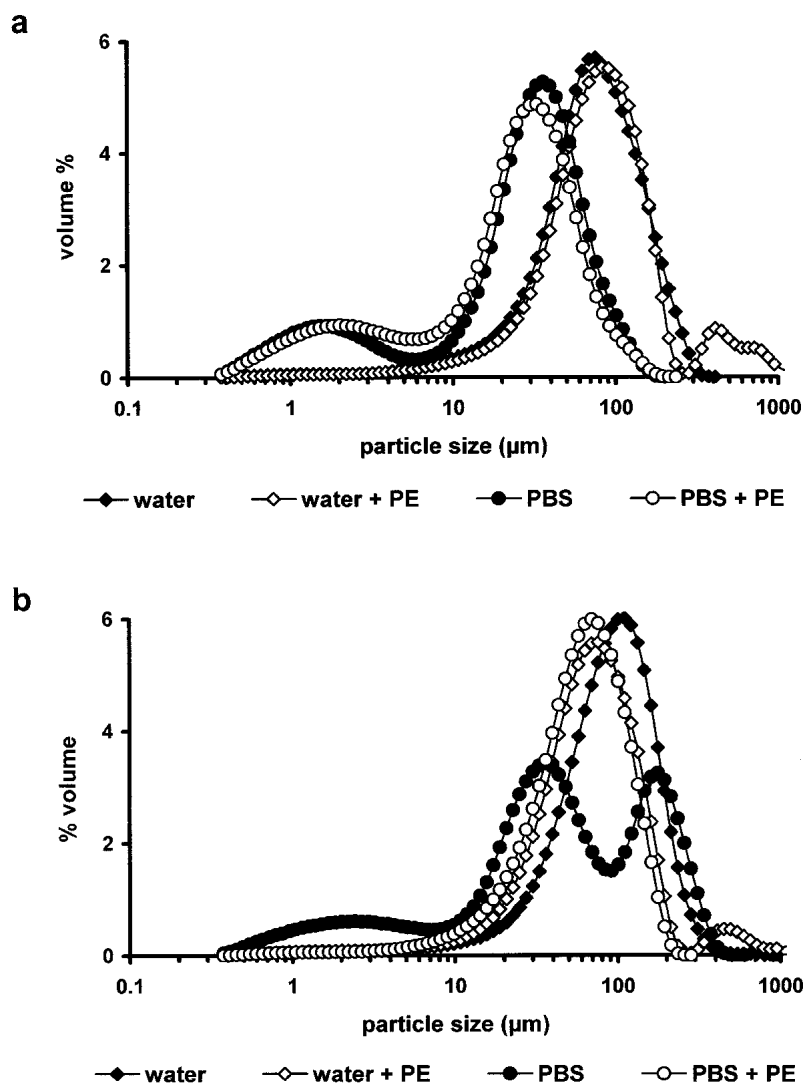 a
6
4
2
0
volume %
0.1 1 10 100 1000
particle size (µm)
water water + PE PBS PBS + PE
b
6
4
2
0
% volume
0.1 1 10 100 1000
particle size (µm)
water water + PE PBS PBS + PE